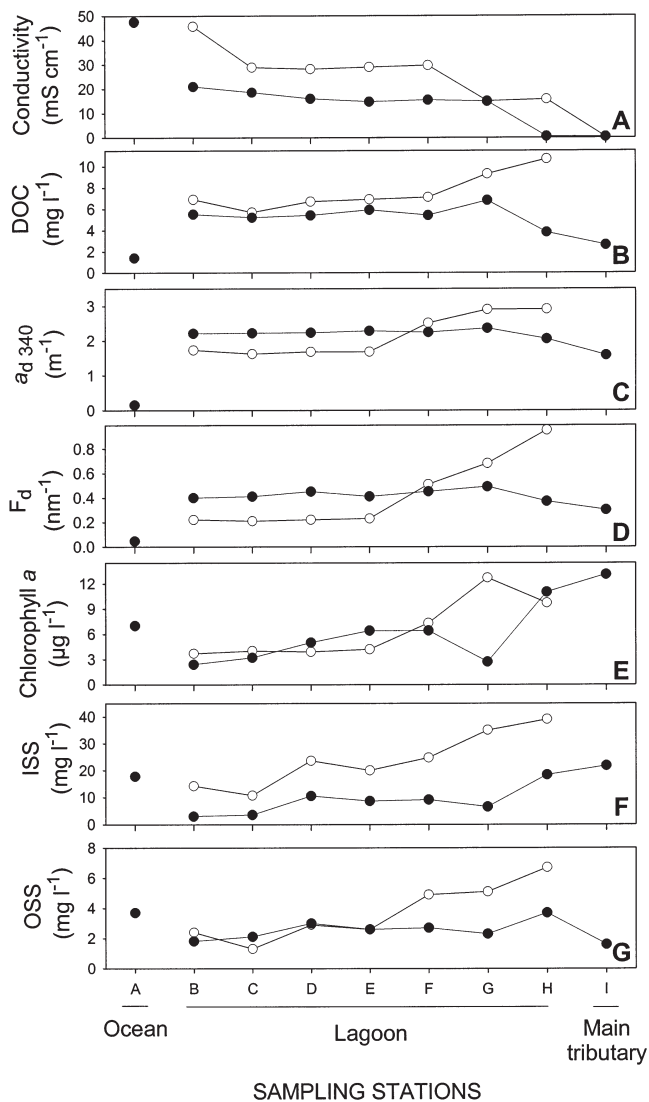 Conductivity
(mS cm⁻¹)
50
40
30
20
10
0
A
DOC
(mg l⁻¹)
10
8
6
4
2
0
B
ad 340
(m⁻¹)
3
2
1
0
C
Fd
(nm⁻¹)
0.8
0.6
0.4
0.2
0.0
D
Chlorophyll a
(µg l⁻¹)
12
9
6
3
0
E
ISS
(mg l⁻¹)
40
30
20
10
0
F
OSS
(mg l⁻¹)
8
6
4
2
0
G
A B C D E F G H I
Ocean Lagoon Main
tributary
SAMPLING STATIONS